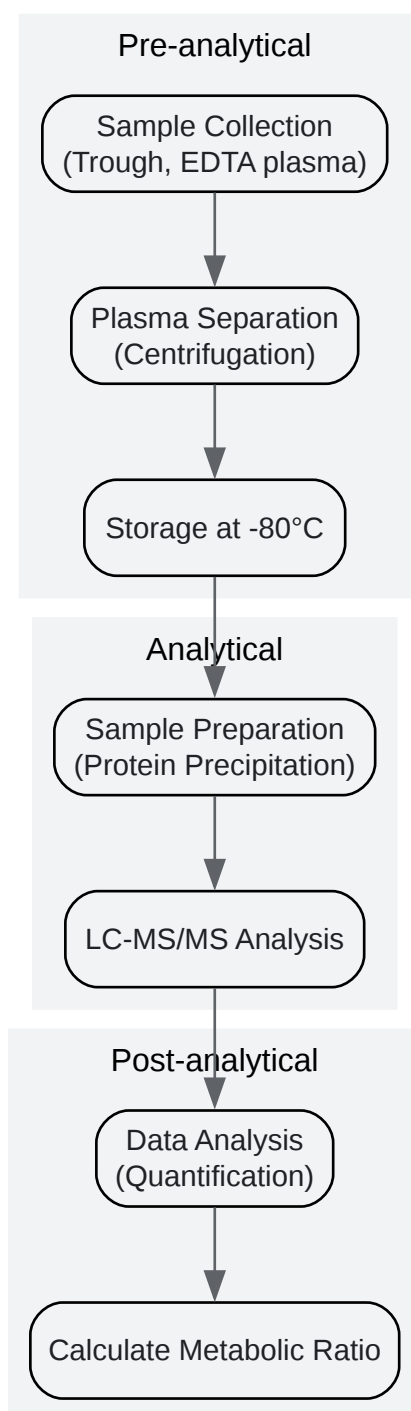 Pre-analytical
Sample Collection
(Trough, EDTA plasma)
Plasma Separation
(Centrifugation)
Storage at -80°C
Analytical
Sample Preparation
(Protein Precipitation)
LC-MS/MS Analysis
Post-analytical
Data Analysis
(Quantification)
Calculate Metabolic Ratio